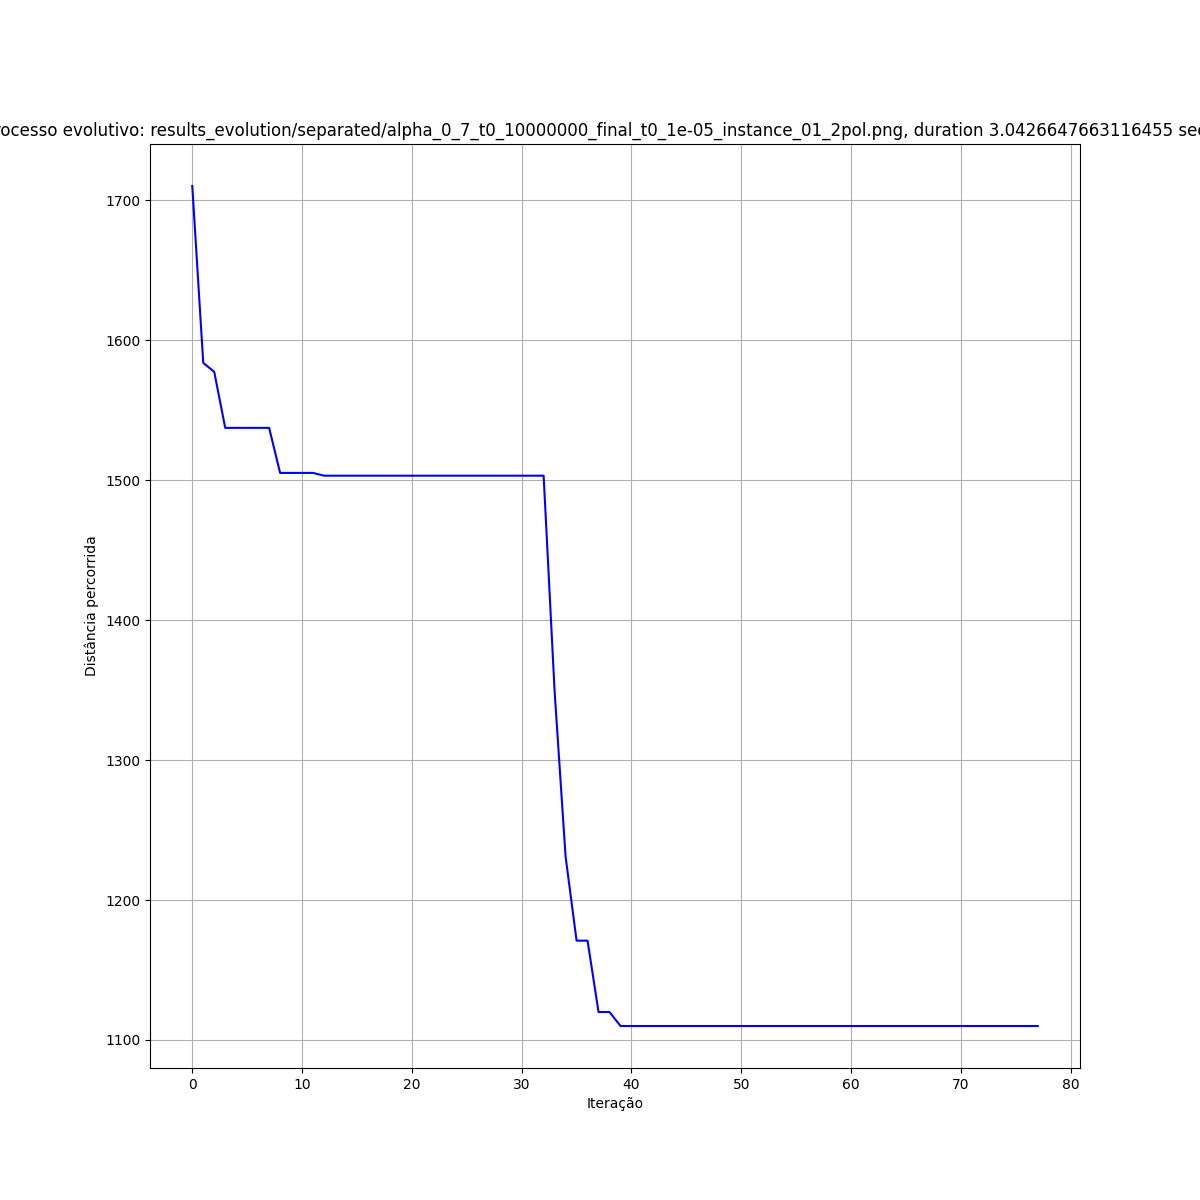 ocesso evolutivo: results_evolution/separated/alpha_0_7_t0_10000000_final_t0_1e-05_instance_01_2pol.png, duration 3.0426647663116455 se
1700
1600
1500
1400
1300
1200
1100
Distância percorrida
0 10 20 30 40 50 60 70 80
Iteração